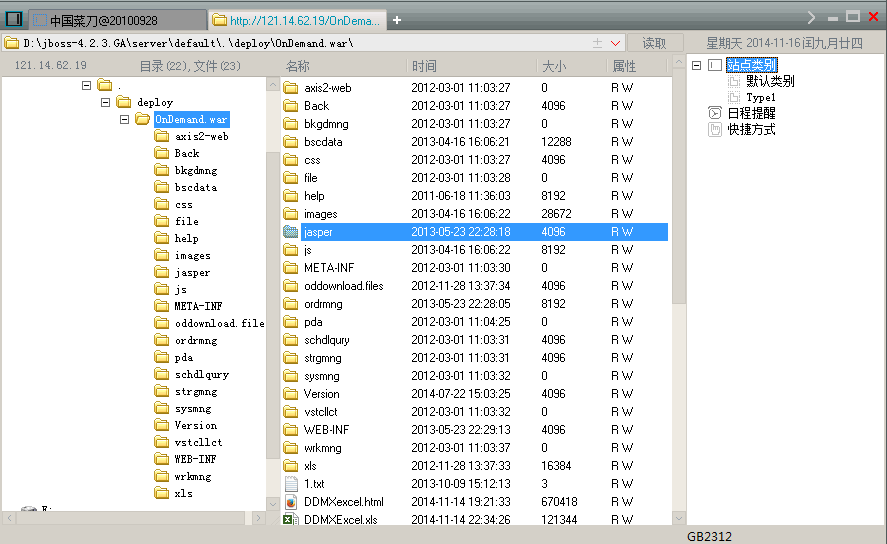 中国菜刀@20100928 http://121.14.62.19/OnDema... +
D:\jboss-4.2.3.GA\server\default\.\deploy\OnDemand.war\ 读取 星期天 2014-11-16 闰九月廿四
121.14.62.19 目录(22),文件(23)
.
deploy
OnDemand.war
axis2-web
Back
bkgdmng
bscdata
css
file
help
images
jasper
js
META-INF
oddownload.file
ordrmng
pda
schdlqury
strgmng
sysmng
Version
vstcllct
WEB-INF
wrkmng
xls
名称 时间 大小 属性
axis2-web 2012-03-01 11:03:27 0 R W
Back 2012-03-01 11:03:27 4096 R W
bkgdmng 2012-03-01 11:03:27 0 R W
bscdata 2013-04-16 16:06:21 12288 R W
css 2012-03-01 11:03:27 4096 R W
file 2012-03-01 11:03:28 0 R W
help 2011-06-18 11:36:03 8192 R W
images 2013-04-16 16:06:22 28672 R W
jasper 2013-05-23 22:28:18 4096 R W
js 2013-04-16 16:06:22 8192 R W
META-INF 2012-03-01 11:03:30 0 R W
oddownload.files 2012-11-28 13:37:34 4096 R W
ordrmng 2013-05-23 22:28:05 8192 R W
pda 2012-03-01 11:04:25 0 R W
schdlqury 2012-03-01 11:03:31 4096 R W
strgmng 2012-03-01 11:03:31 4096 R W
sysmng 2012-03-01 11:03:32 0 R W
Version 2014-07-22 15:03:25 4096 R W
vstcllct 2012-03-01 11:03:32 0 R W
WEB-INF 2013-05-23 22:29:13 4096 R W
wrkmng 2012-03-01 11:03:37 0 R W
xls 2012-11-28 13:37:33 16384 R W
1.txt 2013-10-09 15:12:13 3 R W
DDMXexcel.html 2014-11-14 19:21:33 670418 R W
DDMXExcel.xls 2014-11-14 22:34:26 121344 R W
站点类别
默认类别
Type1
日程提醒
快捷方式
GB2312